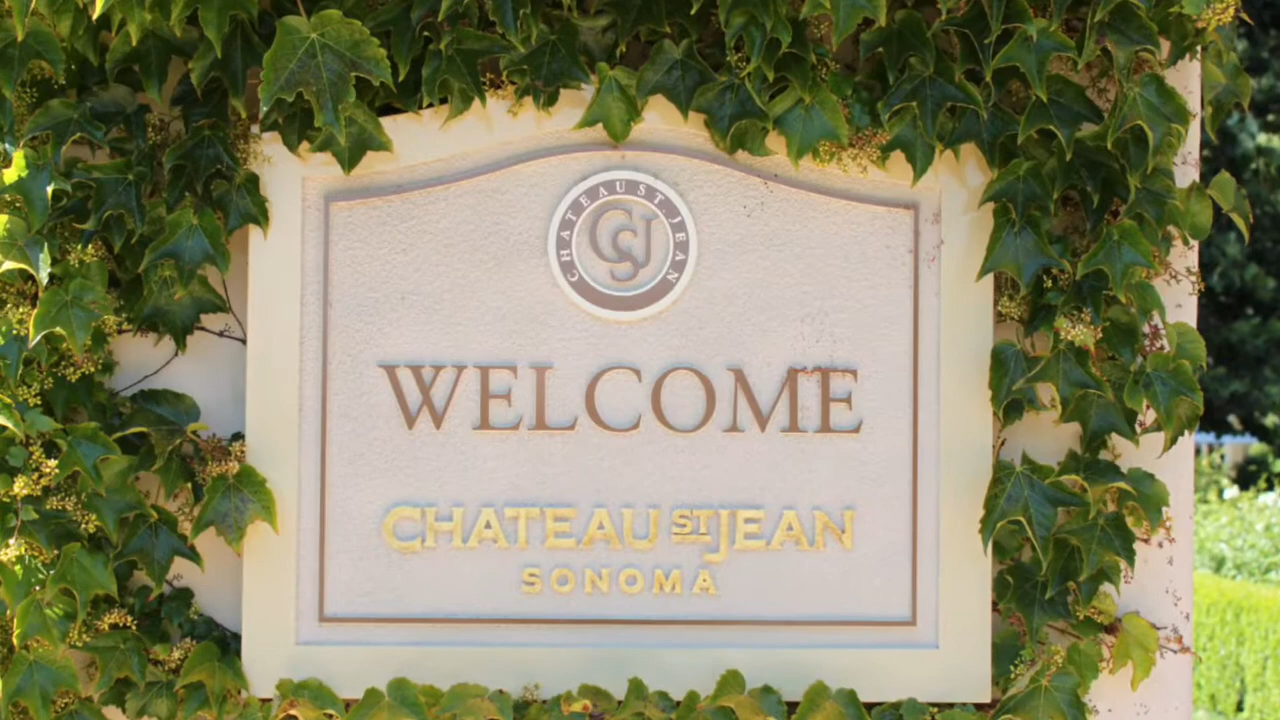 CHATEAU ST. JEAN
CSJ
WELCOME
CHATEAU ST JEAN
SONOMA